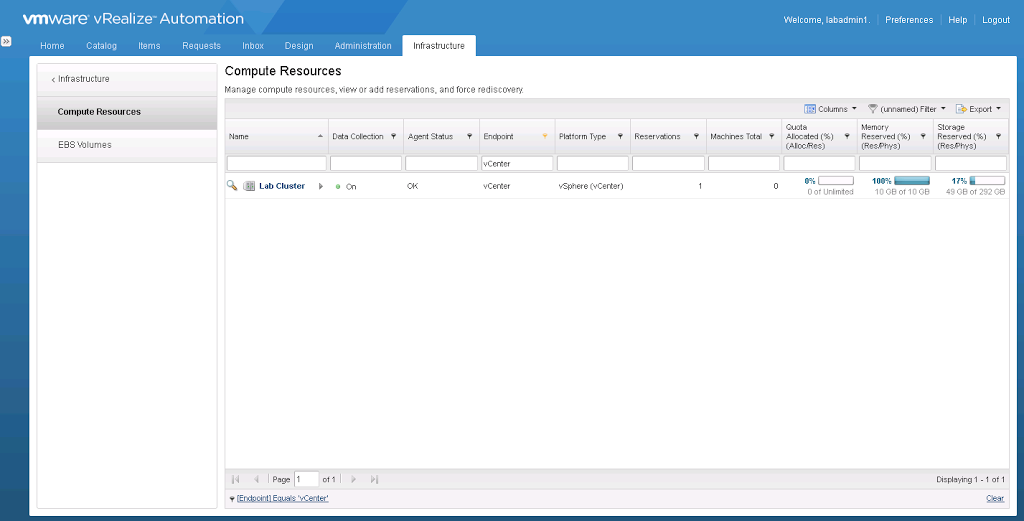 vmware® vRealize™ Automation
Welcome, labadmin1.
Preferences
Help
Logout
Home
Catalog
Items
Requests
Inbox
Design
Administration
Infrastructure
< Infrastructure
Compute Resources
EBS Volumes
Compute Resources
Manage compute resources, view or add reservations, and force rediscovery.
Columns
(unnamed) Filter
Export
Name
Data Collection
Agent Status
Endpoint
Platform Type
Reservations
Machines Total
Quota
Allocated (%)
(Alloc/Res)
Memory
Reserved (%)
(Res/Phys)
Storage
Reserved (%)
(Res/Phys)
vCenter
Lab Cluster
On
OK
vCenter
vSphere (vCenter)
1
0
0%
0 of Unlimited
100%
10 GB of 10 GB
17%
49 GB of 292 GB
Page 1 of 1
Displaying 1 - 1 of 1
[Endpoint] Equals 'vCenter'
Clear